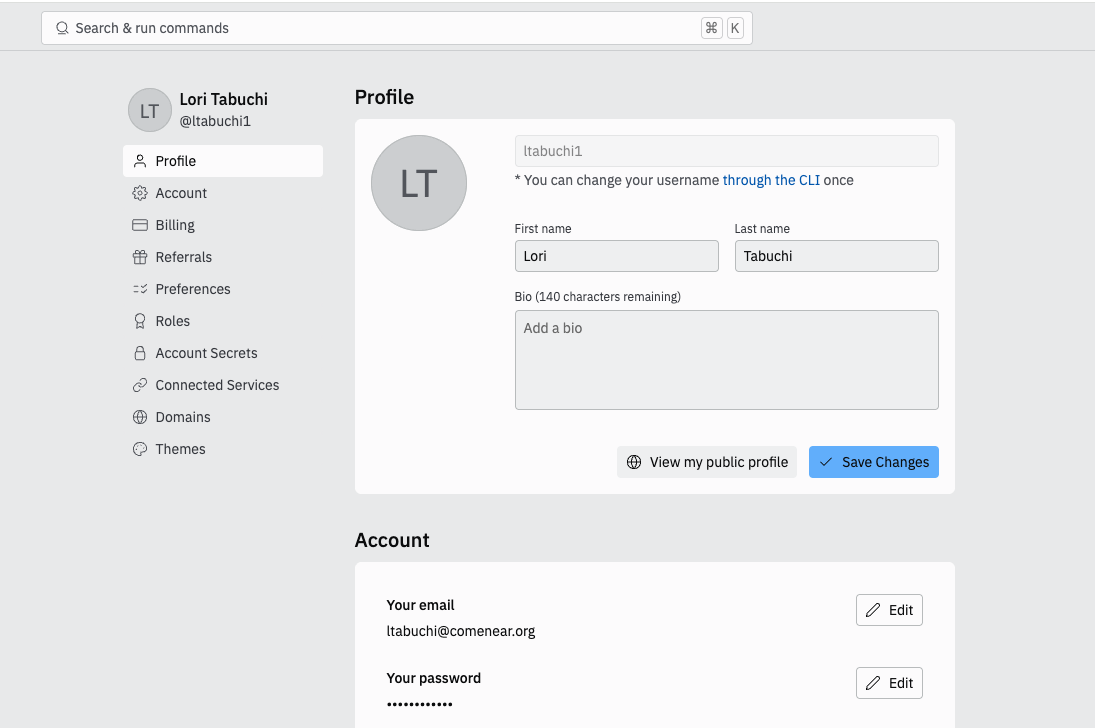 Search & run commands
⌘ K
LT
Lori Tabuchi
@ltabuchi1
Profile
Account
Billing
Referrals
Preferences
Roles
Account Secrets
Connected Services
Domains
Themes
Profile
LT
ltabuchi1
* You can change your username through the CLI once
First name
Last name
Lori
Tabuchi
Bio (140 characters remaining)
Add a bio
View my public profile
Save Changes
Account
Your email
ltabuchi@comenear.org
Edit
Your password
••••••••••••
Edit